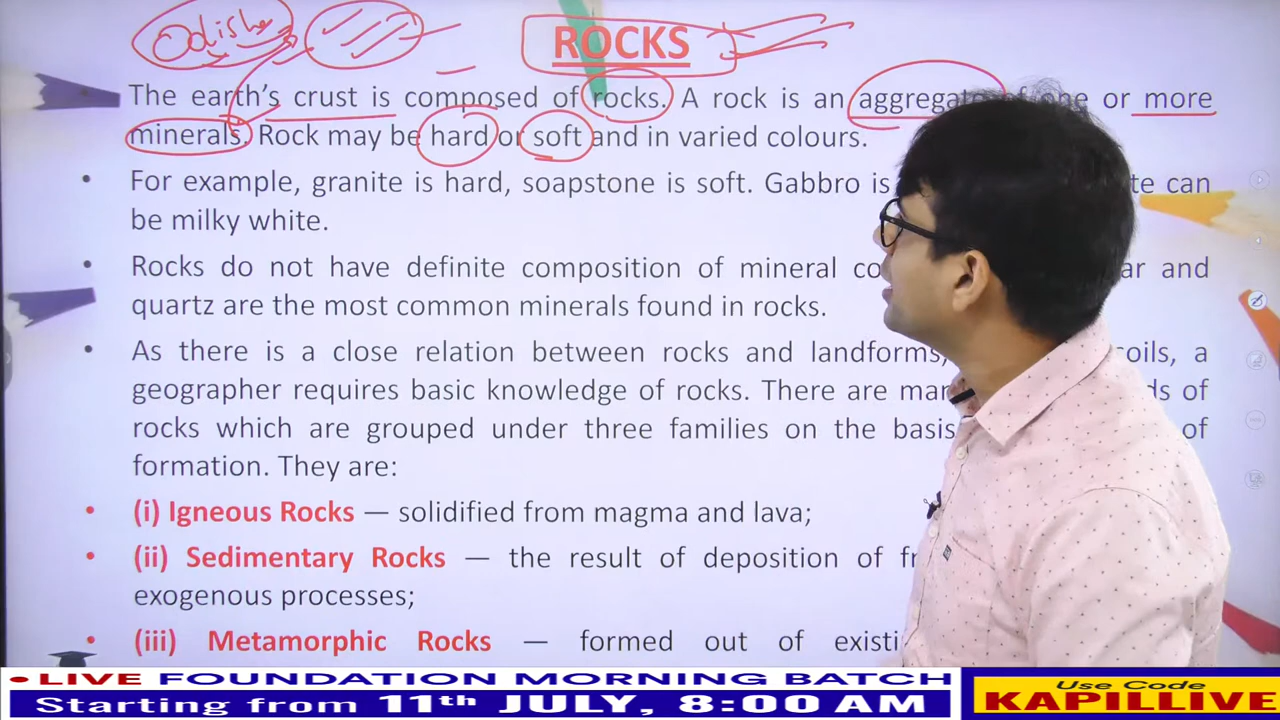 Odisha
ROCKS
The earth's crust is composed of rocks. A rock is an aggregate of one or more
minerals. Rock may be hard or soft and in varied colours.
• For example, granite is hard, soapstone is soft. Gabbro is can
be milky white.
• Rocks do not have definite composition of mineral and
quartz are the most common minerals found in rocks.
• As there is a close relation between rocks and landforms, soils, a
geographer requires basic knowledge of rocks. There are of
rocks which are grouped under three families on the basis of
formation. They are:
• (i) Igneous Rocks — solidified from magma and lava;
• (ii) Sedimentary Rocks — the result of deposition of
exogenous processes;
• (iii) Metamorphic Rocks — formed out of
• LIVE FOUNDATION MORNING BATCH
Starting from 11th JULY, 8:00 AM
Use Code
KAPILLIVE